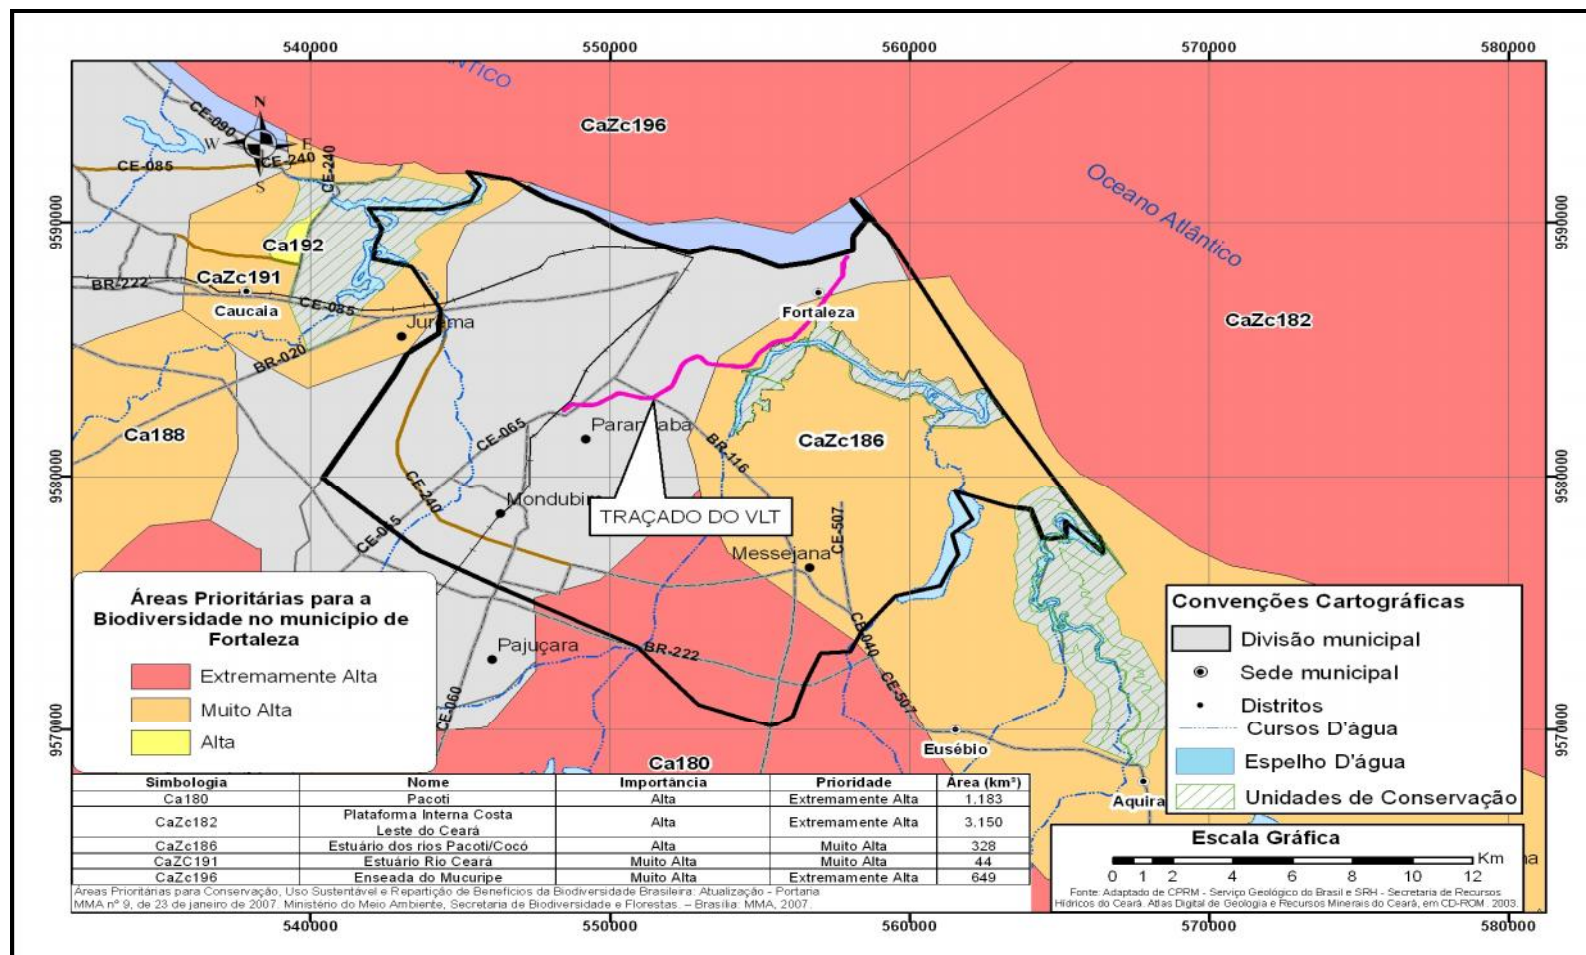 540000 550000 560000 570000 580000
NTICO
CE-090
N
W E
S
CE-240
CE-240
CE-085
CaZc196
Oceano Atlântico
9590000
9590000
Ca192
CaZc191
BR-222
Caucaia
CE-085
Jurema
Fortaleza
CaZc182
BR-020
Ca188
CE-065
Parangaba
BR-116
CaZc186
9580000
9580000
CE-240
Mondubim
TRAÇADO DO VLT
CE-507
CE-065
Messejana
Áreas Prioritárias para a
Biodiversidade no município de
Fortaleza
Extremamente Alta
Muito Alta
Alta
Pajuçara
BR-222
CE-040
CE-507
CE-060
9570000
9570000
Eusébio
Ca180
Aquira
Convenções Cartográficas
Divisão municipal
Sede municipal
Distritos
Cursos D'água
Espelho D'água
Unidades de Conservação
Escala Gráfica
0 1 2 4 6 8 10 12 Km
Fonte: Adaptado de CPRM - Serviço Geológico do Brasil e SRH - Secretaria de Recursos
Hídricos do Ceará. Atlas Digital de Geologia e Recursos Minerais do Ceará, em CD-ROM. 2003.
Simbologia Nome Importância Prioridade Área (km²)
Ca180 Pacoti Alta Extremamente Alta 1.183
CaZc182 Plataforma Interna Costa Leste do Ceará Alta Extremamente Alta 3.150
CaZc186 Estuário dos rios Pacoti/Cocó Alta Muito Alta 328
CaZC191 Estuário Rio Ceará Muito Alta Muito Alta 44
CaZc196 Enseada do Mucuripe Muito Alta Extremamente Alta 649
Áreas Prioritárias para Conservação, Uso Sustentável e Repartição de Benefícios da Biodiversidade Brasileira: Atualização - Portaria
MMA nº 9, de 23 de janeiro de 2007. Ministério do Meio Ambiente, Secretaria de Biodiversidade e Florestas. – Brasília: MMA, 2007.
540000 550000 560000 570000 580000